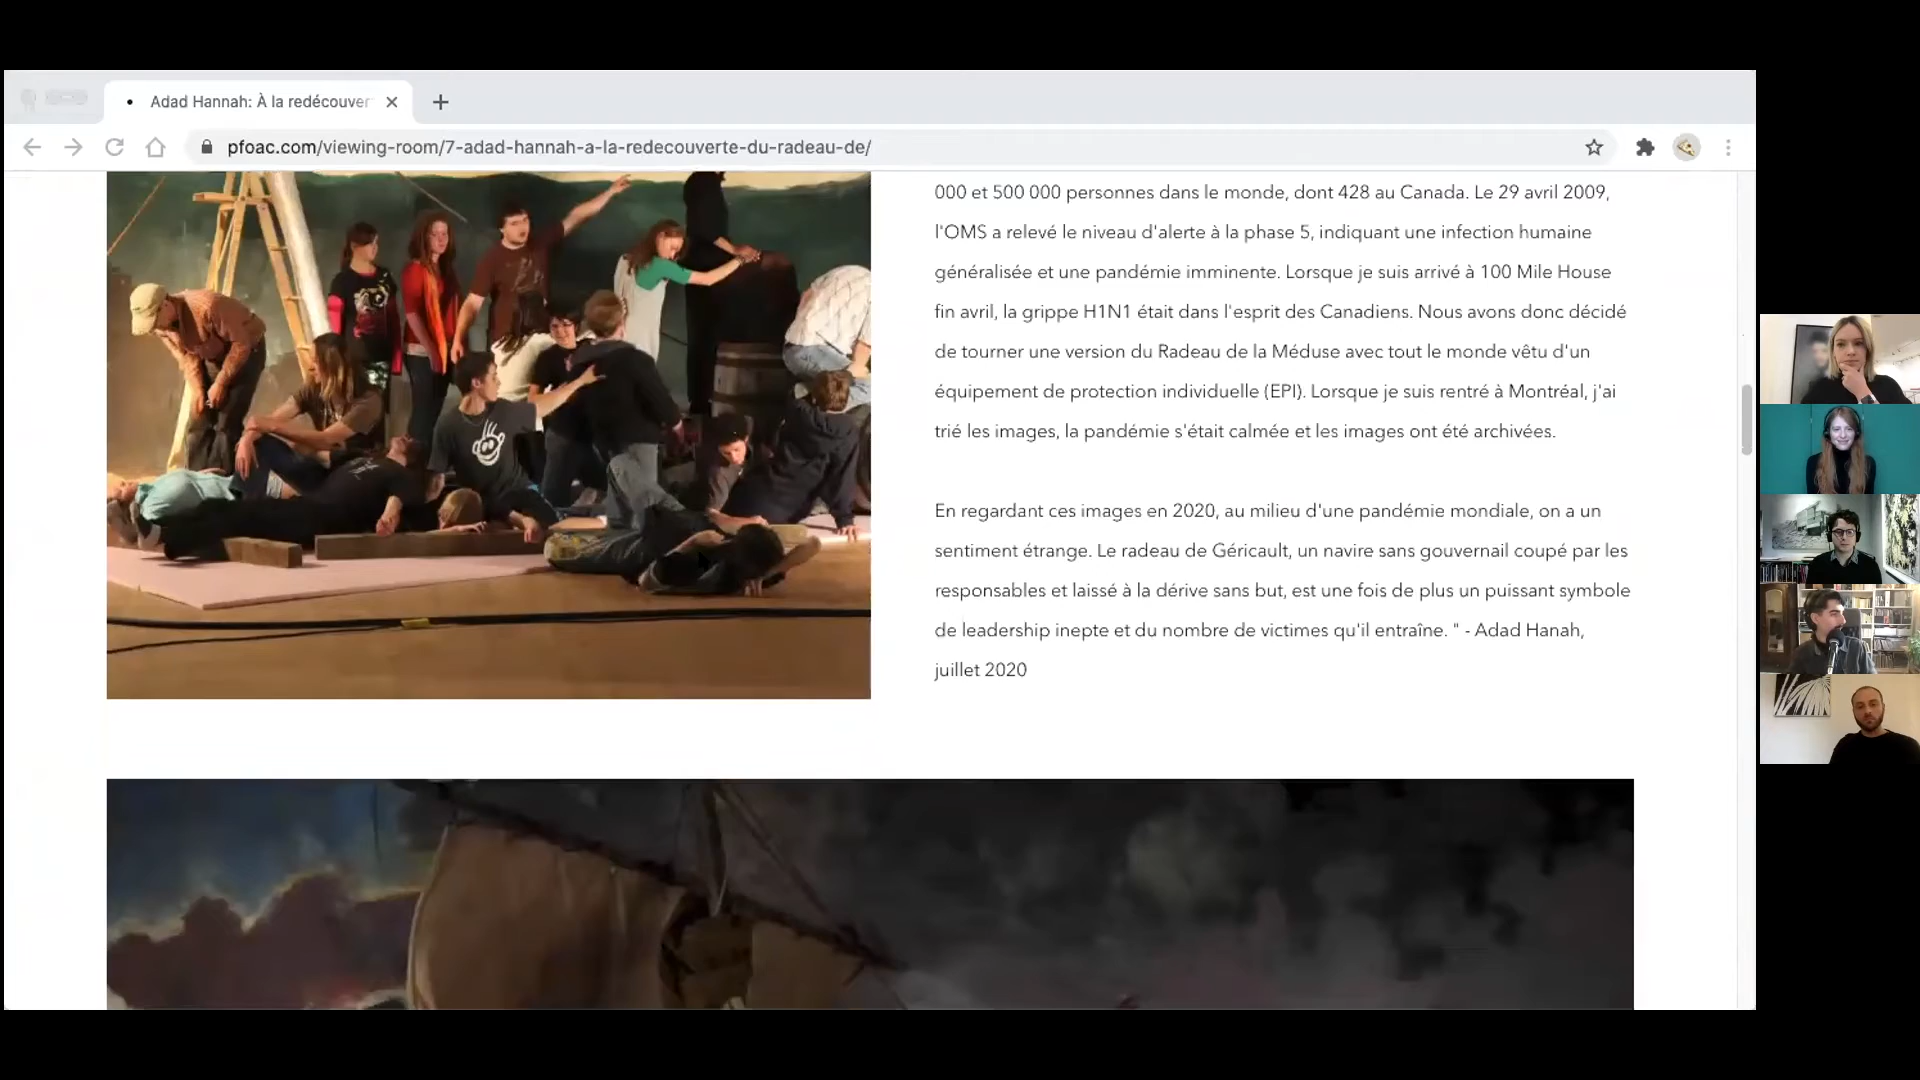 Adad Hannah: À la redécouver
pfoac.com/viewing-room/7-adad-hannah-a-la-redecouverte-du-radeau-de/
000 et 500 000 personnes dans le monde, dont 428 au Canada. Le 29 avril 2009,
l'OMS a relevé le niveau d'alerte à la phase 5, indiquant une infection humaine
généralisée et une pandémie imminente. Lorsque je suis arrivé à 100 Mile House
fin avril, la grippe H1N1 était dans l'esprit des Canadiens. Nous avons donc décidé
de tourner une version du Radeau de la Méduse avec tout le monde vêtu d'un
équipement de protection individuelle (EPI). Lorsque je suis rentré à Montréal, j'ai
trié les images, la pandémie s'était calmée et les images ont été archivées.
En regardant ces images en 2020, au milieu d'une pandémie mondiale, on a un
sentiment étrange. Le radeau de Géricault, un navire sans gouvernail coupé par les
responsables et laissé à la dérive sans but, est une fois de plus un puissant symbole
de leadership inepte et du nombre de victimes qu'il entraîne. " - Adad Hanah,
juillet 2020